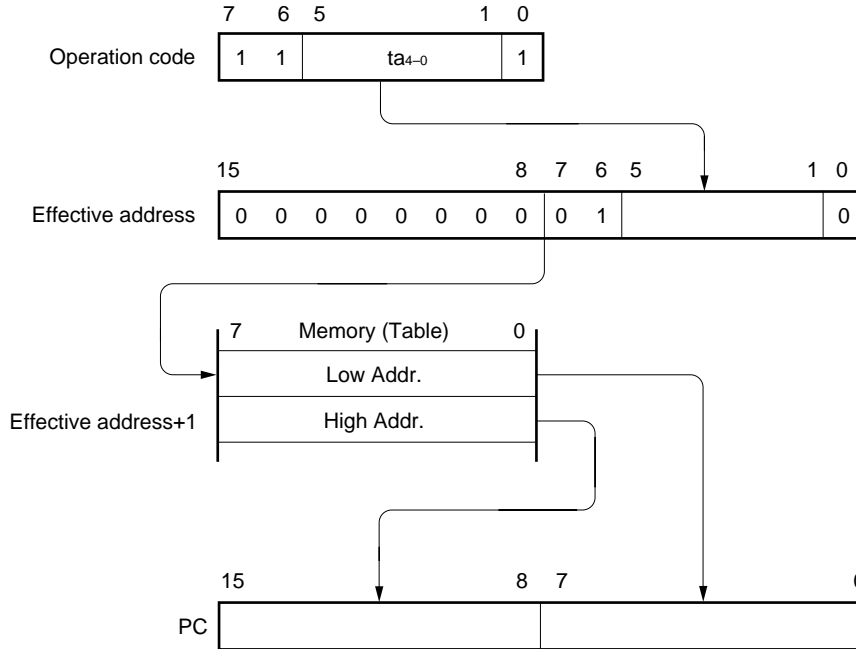 7 6 5 1 0
Operation code 1 1 ta4–0 1
15 8 7 6 5 1 0
Effective address 0 0 0 0 0 0 0 0 0 1 0
7 Memory (Table) 0
Low Addr.
Effective address+1 High Addr.
15 8 7
PC